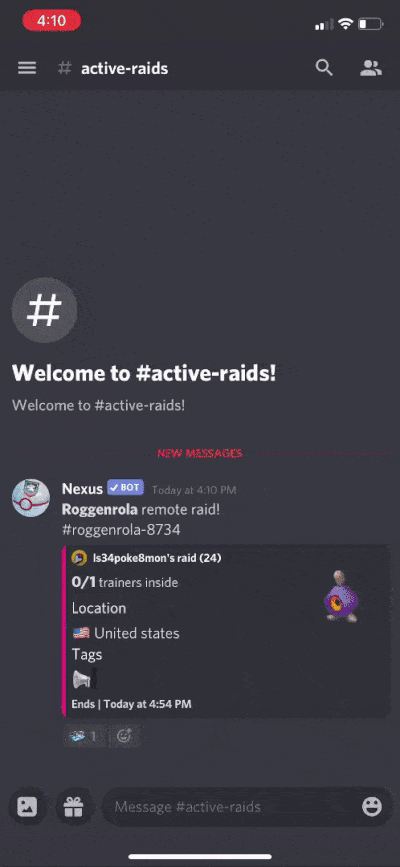 4:10
# active-raids
#
Welcome to #active-raids!
Welcome to #active-raids!
NEW MESSAGES
Nexus ✓ BOT Today at 4:10 PM
Roggenrola remote raid!
#roggenrola-8734
ls34poke8mon's raid (24)
0/1 trainers inside
Location
🇺🇸 United states
Tags
Ends | Today at 4:54 PM
1
Message #active-raids